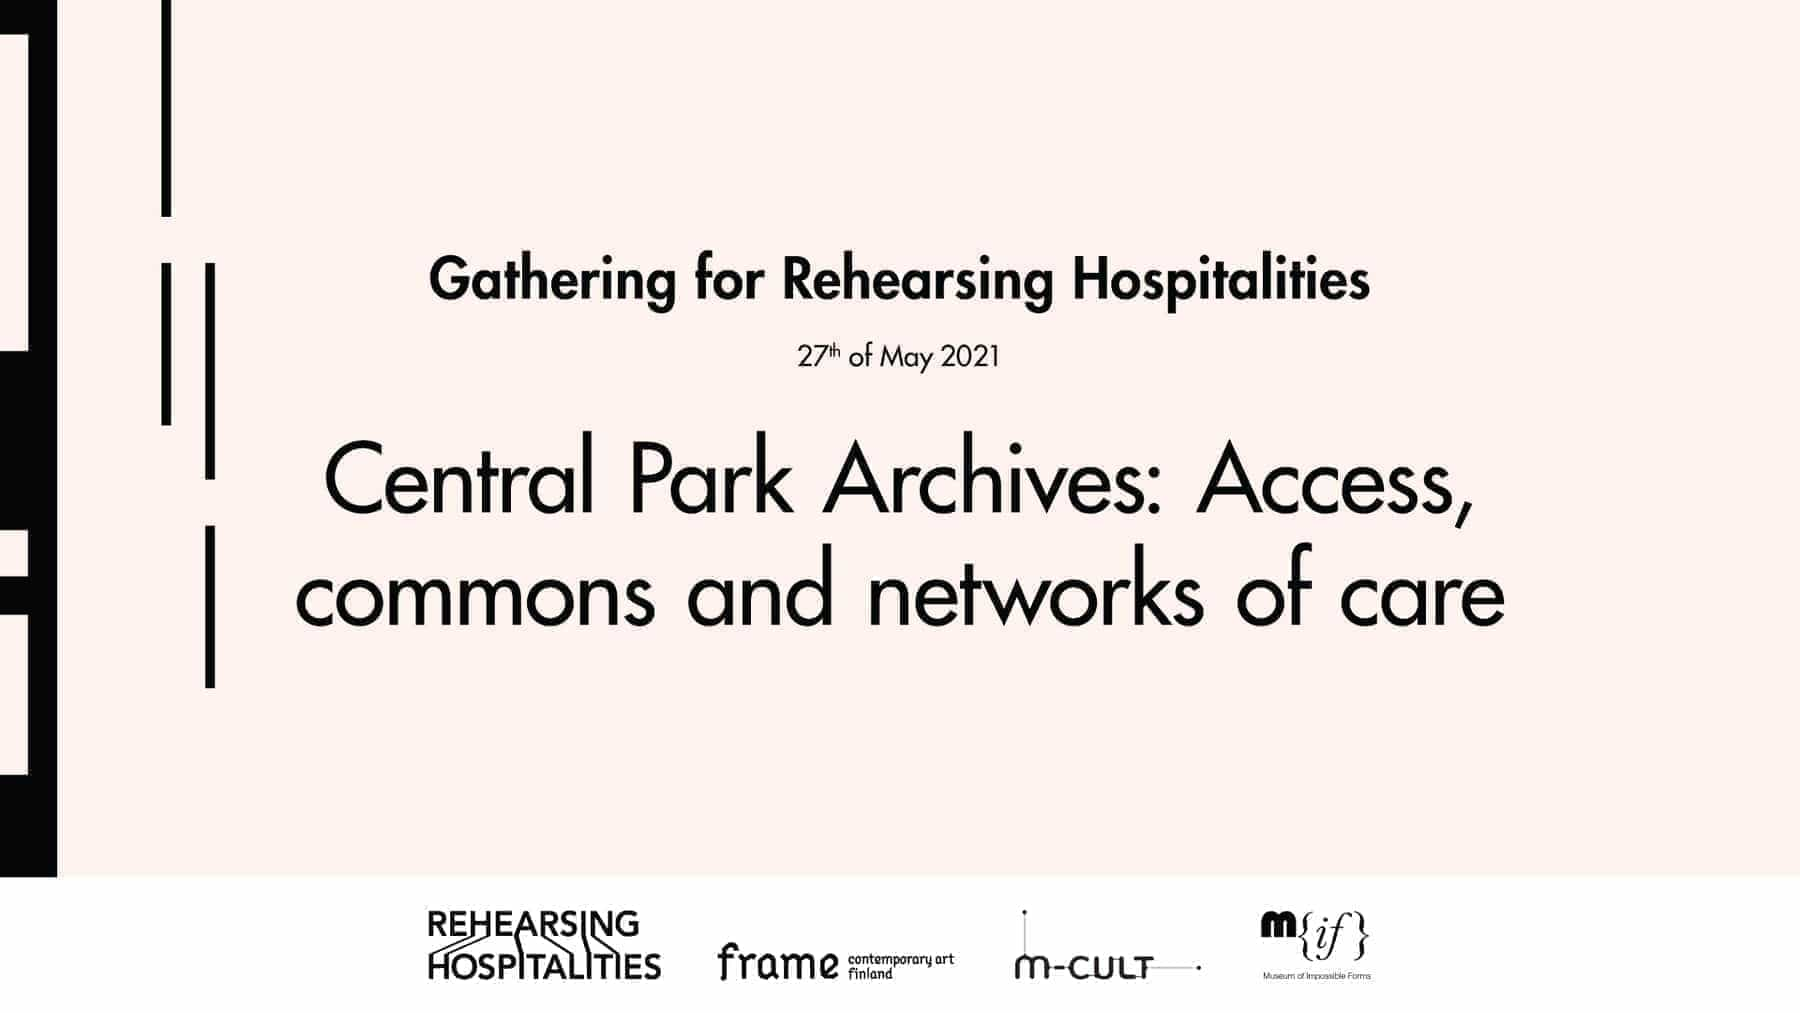 Gathering for Rehearsing Hospitalities
27th of May 2021
Central Park Archives: Access,
commons and networks of care
REHEARSING
HOSPITALITIES
frame contemporary art
finland
m-cult
m{if}
Museum of Impossible Forms